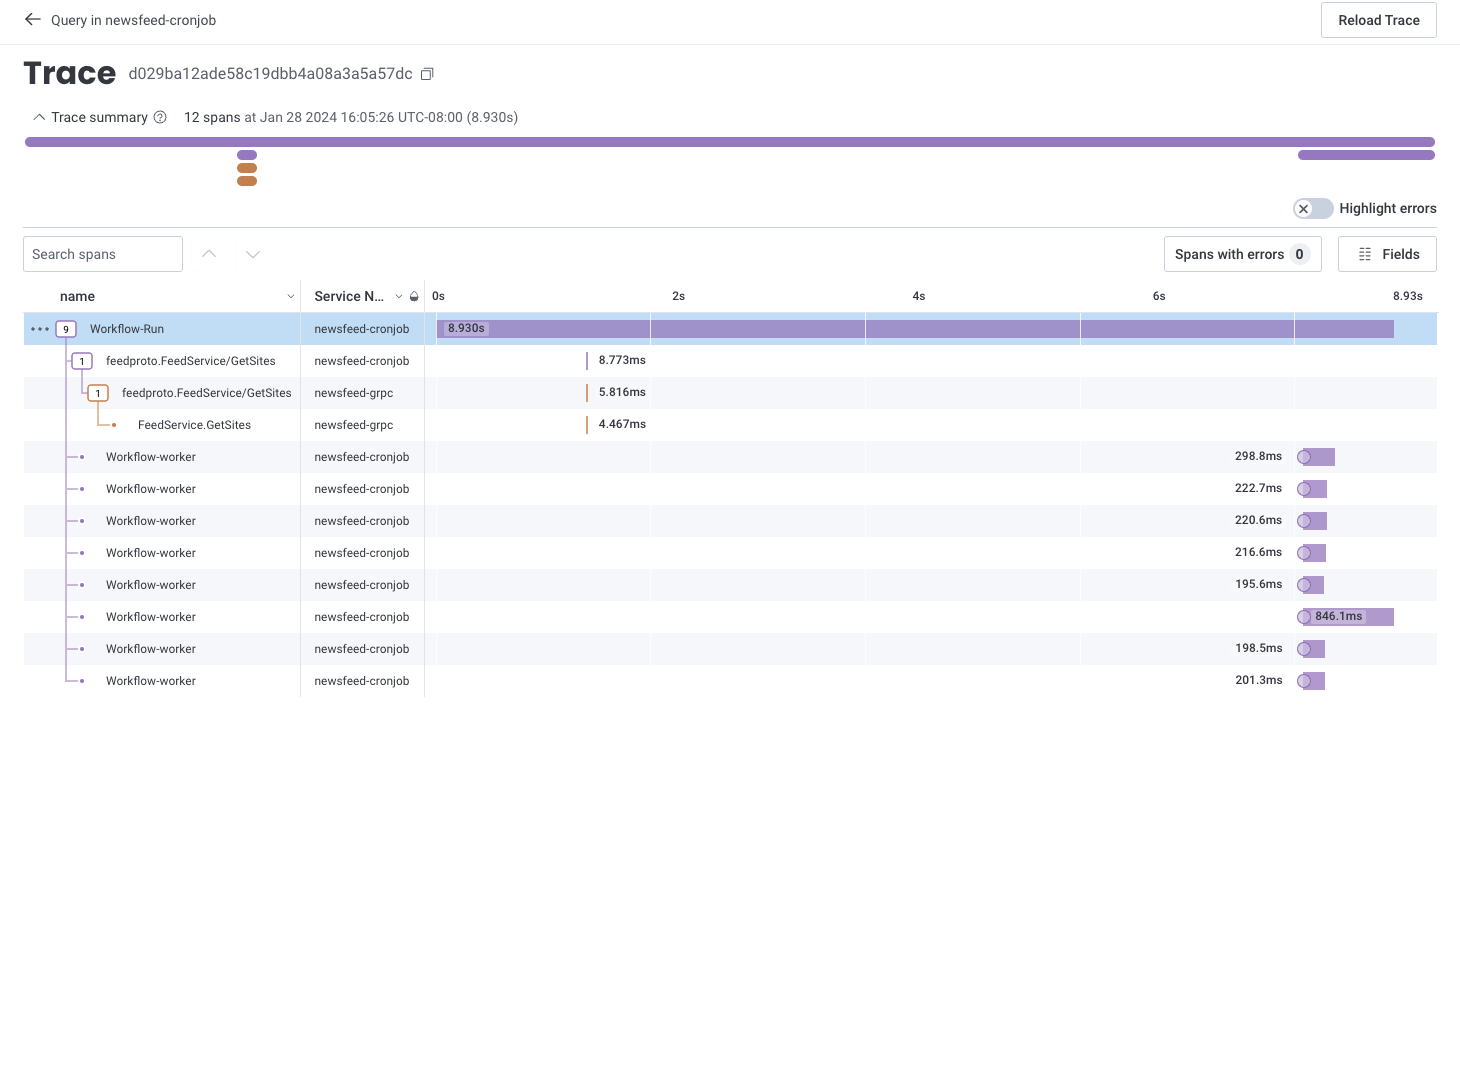 Query in newsfeed-cronjob
Reload Trace
Trace d029ba12ade58c19dbb4a08a3a5a57dc
Trace summary 12 spans at Jan 28 2024 16:05:26 UTC-08:00 (8.930s)
Highlight errors
Search spans
Spans with errors 0
Fields
name Service N... 0s 2s 4s 6s 8.93s
9 Workflow-Run newsfeed-cronjob 8.930s
1 feedproto.FeedService/GetSites newsfeed-cronjob 8.773ms
1 feedproto.FeedService/GetSites newsfeed-grpc 5.816ms
FeedService.GetSites newsfeed-grpc 4.467ms
Workflow-worker newsfeed-cronjob 298.8ms
Workflow-worker newsfeed-cronjob 222.7ms
Workflow-worker newsfeed-cronjob 220.6ms
Workflow-worker newsfeed-cronjob 216.6ms
Workflow-worker newsfeed-cronjob 195.6ms
Workflow-worker newsfeed-cronjob 846.1ms
Workflow-worker newsfeed-cronjob 198.5ms
Workflow-worker newsfeed-cronjob 201.3ms